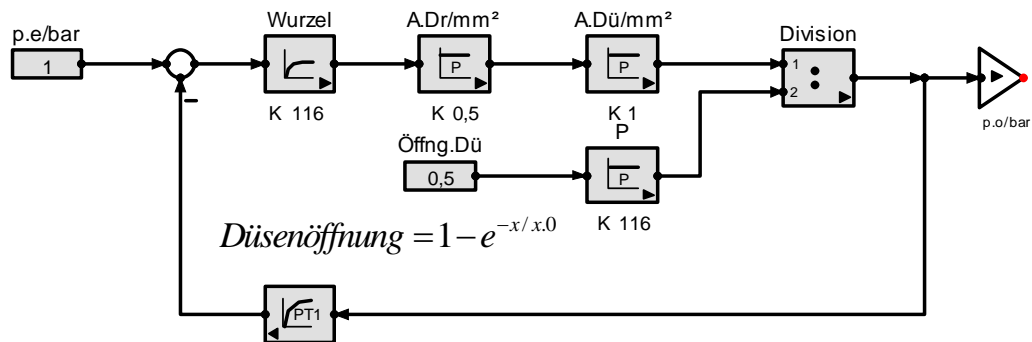 p.e/bar
1
Wurzel
K 116
A.Dr/mm²
P
K 0,5
A.Dü/mm²
P
K 1
Division
1
2
p.o/bar
Öffng.Dü
0,5
P
P
K 116
Düsenöffnung = 1 − e^{−x/x.0}
PT1